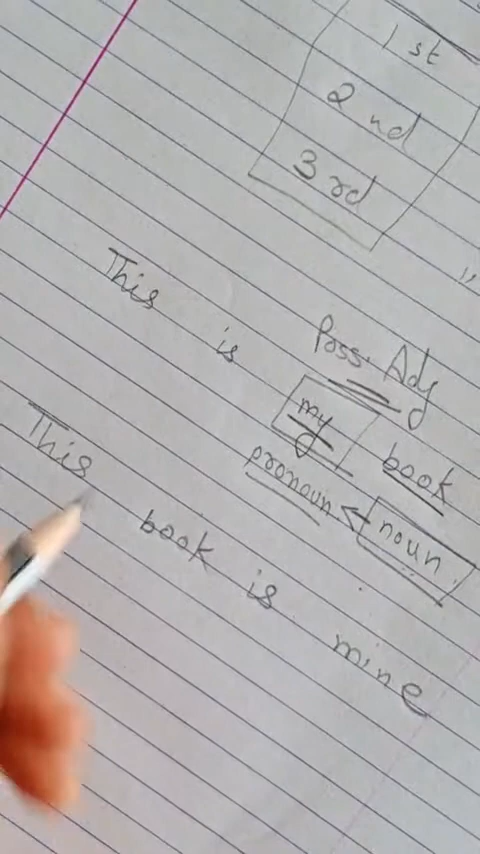 1st
2nd
3rd
Poss. Adj
This is my book
pronoun < noun
This book is mine